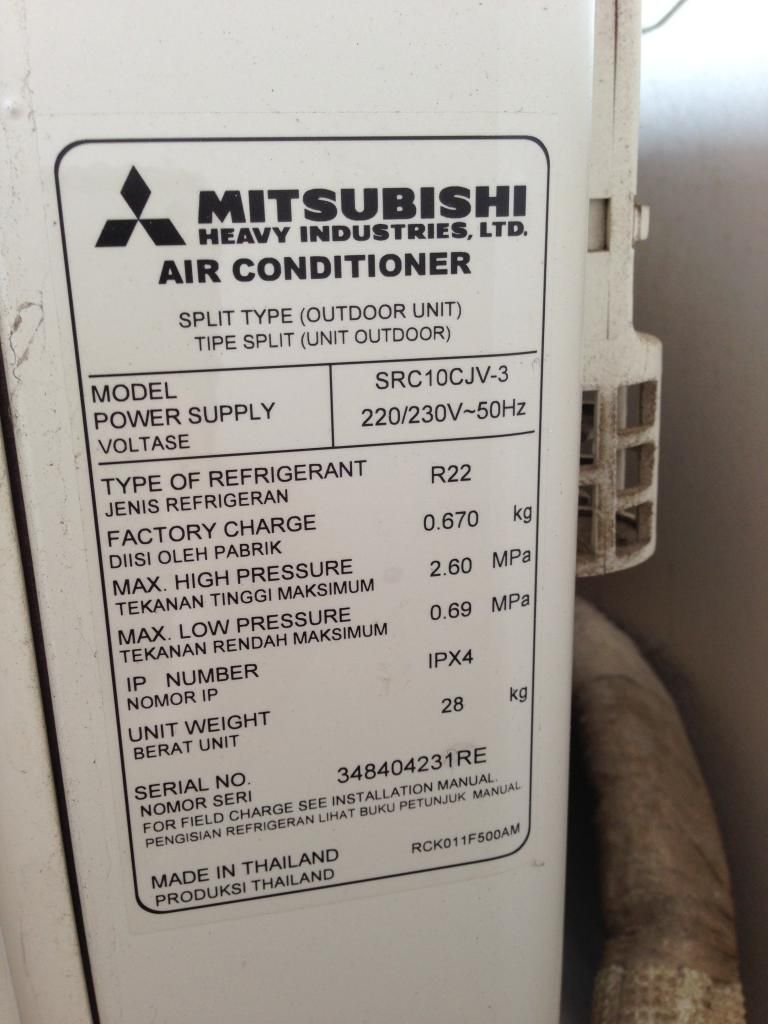 MITSUBISHI
HEAVY INDUSTRIES, LTD.
AIR CONDITIONER
SPLIT TYPE (OUTDOOR UNIT)
TIPE SPLIT (UNIT OUTDOOR)
MODEL SRC10CJV-3
POWER SUPPLY 220/230V~50Hz
VOLTASE
TYPE OF REFRIGERANT R22
JENIS REFRIGERAN
FACTORY CHARGE 0.670 kg
DIISI OLEH PABRIK
MAX. HIGH PRESSURE 2.60 MPa
TEKANAN TINGGI MAKSIMUM
MAX. LOW PRESSURE 0.69 MPa
TEKANAN RENDAH MAKSIMUM
IP NUMBER IPX4
NOMOR IP
UNIT WEIGHT 28 kg
BERAT UNIT
SERIAL NO. 348404231RE
NOMOR SERI
FOR FIELD CHARGE SEE INSTALLATION MANUAL.
PENGISIAN REFRIGERAN LIHAT BUKU PETUNJUK MANUAL
MADE IN THAILAND RCK011F500AM
PRODUKSI THAILAND